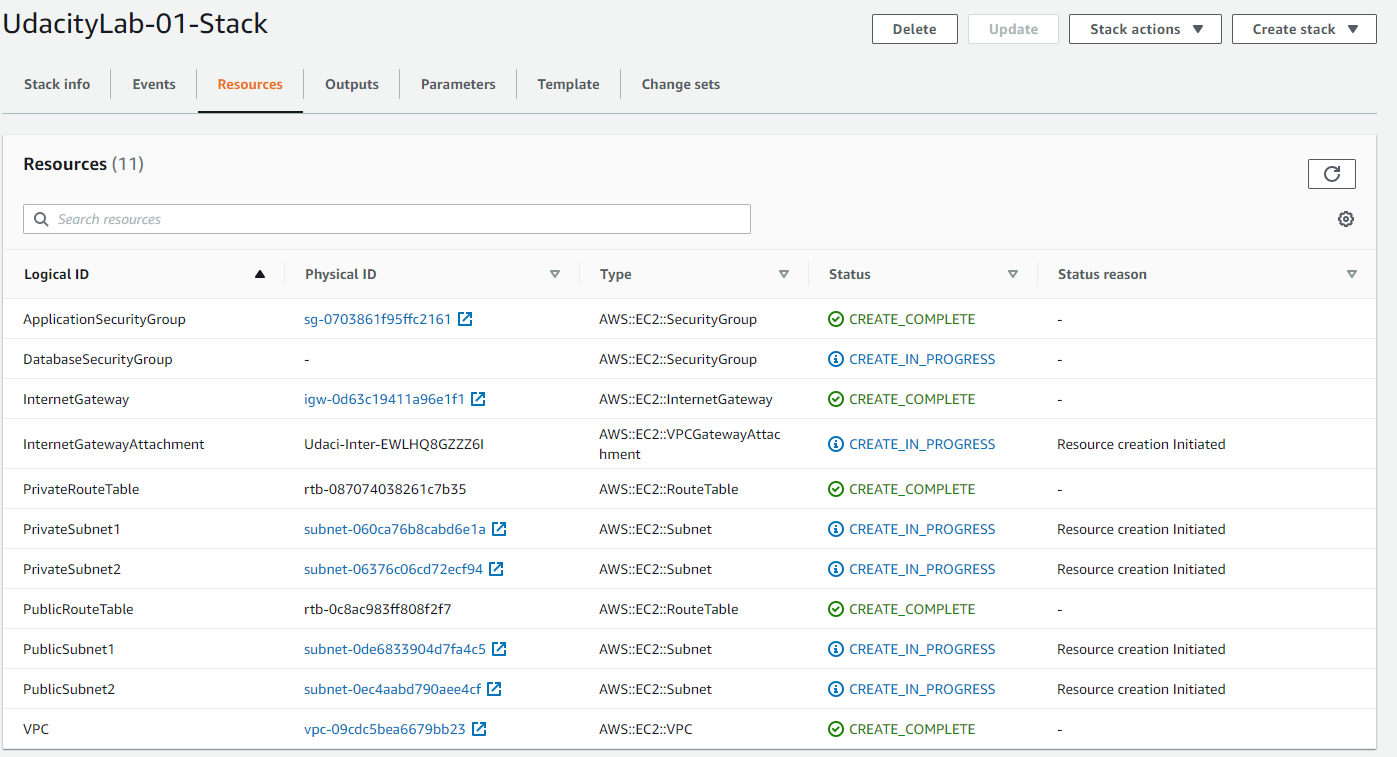 UdacityLab-01-Stack
Delete Update Stack actions Create stack
Stack info Events Resources Outputs Parameters Template Change sets
Resources (11)
Search resources
Logical ID Physical ID Type Status Status reason
ApplicationSecurityGroup sg-0703861f95ffc2161 AWS::EC2::SecurityGroup CREATE_COMPLETE -
DatabaseSecurityGroup - AWS::EC2::SecurityGroup CREATE_IN_PROGRESS -
InternetGateway igw-0d63c19411a96e1f1 AWS::EC2::InternetGateway CREATE_COMPLETE -
InternetGatewayAttachment Udaci-Inter-EWLHQ8GZZZ6I AWS::EC2::VPCGatewayAttac
hment CREATE_IN_PROGRESS Resource creation Initiated
PrivateRouteTable rtb-087074038261c7b35 AWS::EC2::RouteTable CREATE_COMPLETE -
PrivateSubnet1 subnet-060ca76b8cabd6e1a AWS::EC2::Subnet CREATE_IN_PROGRESS Resource creation Initiated
PrivateSubnet2 subnet-06376c06cd72ecf94 AWS::EC2::Subnet CREATE_IN_PROGRESS Resource creation Initiated
PublicRouteTable rtb-0c8ac983ff808f2f7 AWS::EC2::RouteTable CREATE_COMPLETE -
PublicSubnet1 subnet-0de6833904d7fa4c5 AWS::EC2::Subnet CREATE_IN_PROGRESS Resource creation Initiated
PublicSubnet2 subnet-0ec4aabd790aee4cf AWS::EC2::Subnet CREATE_IN_PROGRESS Resource creation Initiated
VPC vpc-09cdc5bea6679bb23 AWS::EC2::VPC CREATE_COMPLETE -